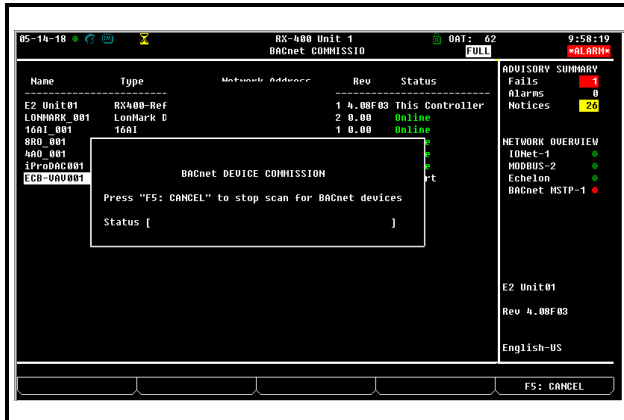 05-14-18 RX-400 Unit 1 OAT: 62 9:58:19
BACnet COMMISSIO FULL *ALARM*
Name Type Network Address Rev Status
E2 Unit01 RX400-Ref 1 4.08F03 This Controller
LONMARK_001 LonMark D 2 0.00 Online
16AI_001 16AI 1 0.00 Online
8RO_001 e
4AO_001 e
iProDAC001 e
ECB-VAV001 rt
BACnet DEVICE COMMISSION
Press "F5: CANCEL" to stop scan for BACnet devices
Status [ ]
ADVISORY SUMMARY
Fails 1
Alarms 0
Notices 26
NETWORK OVERVIEW
IONet-1
MODBUS-2
Echelon
BACnet MSTP-1
E2 Unit01
Rev 4.08F03
English-US
F5: CANCEL